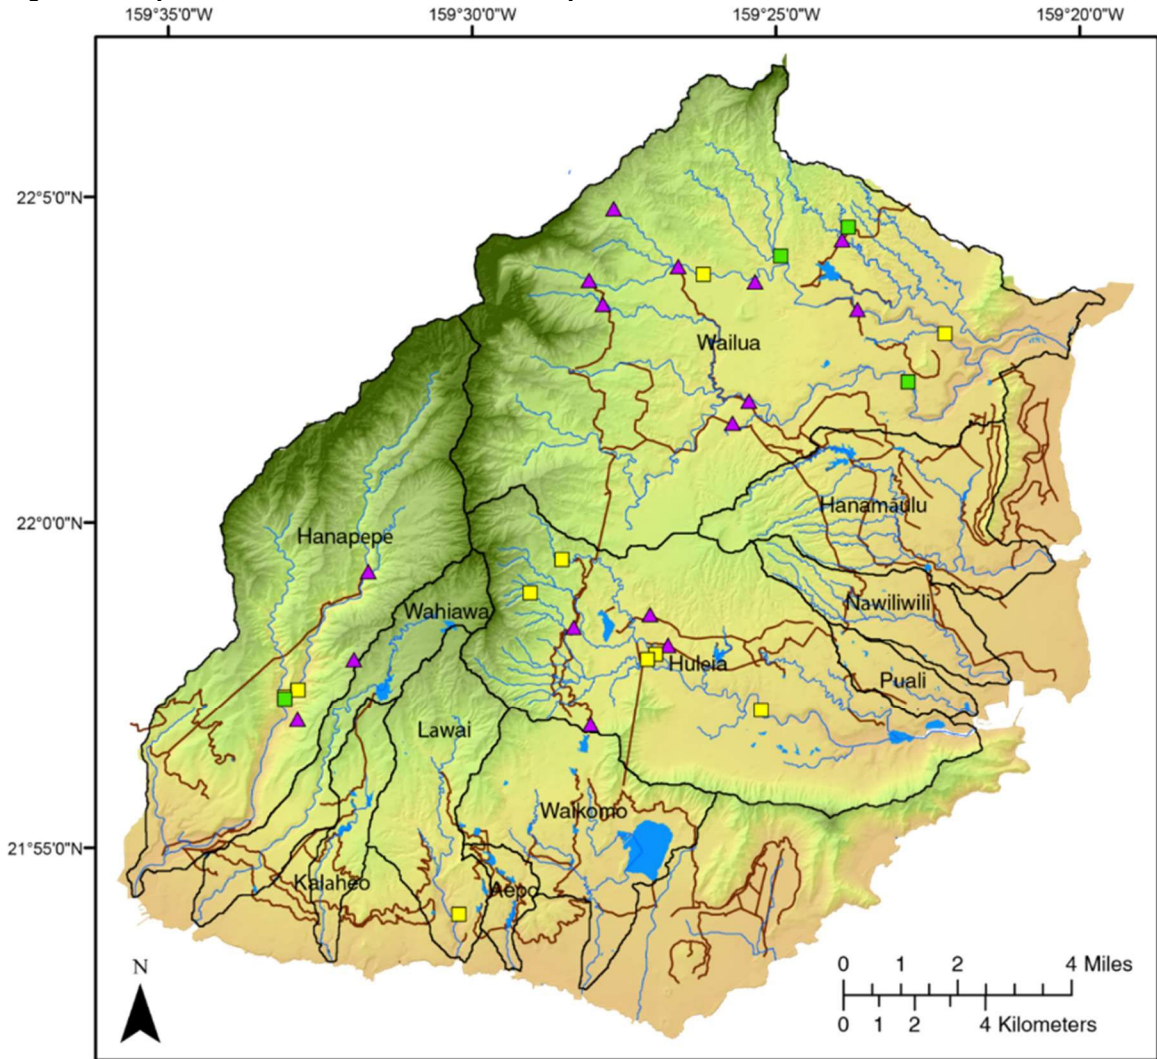 159°35'0"W 159°30'0"W 159°25'0"W 159°20'0"W
22°5'0"N
Wailua
22°0'0"N
Hanamāulu
Hanapepe
Nawiliwili
Wahiawa
Huleia
Puali
Lawai
Waikomo
21°55'0"N
Kalaheo
Aepo
N
0 1 2 4 Miles
0 1 2 4 Kilometers